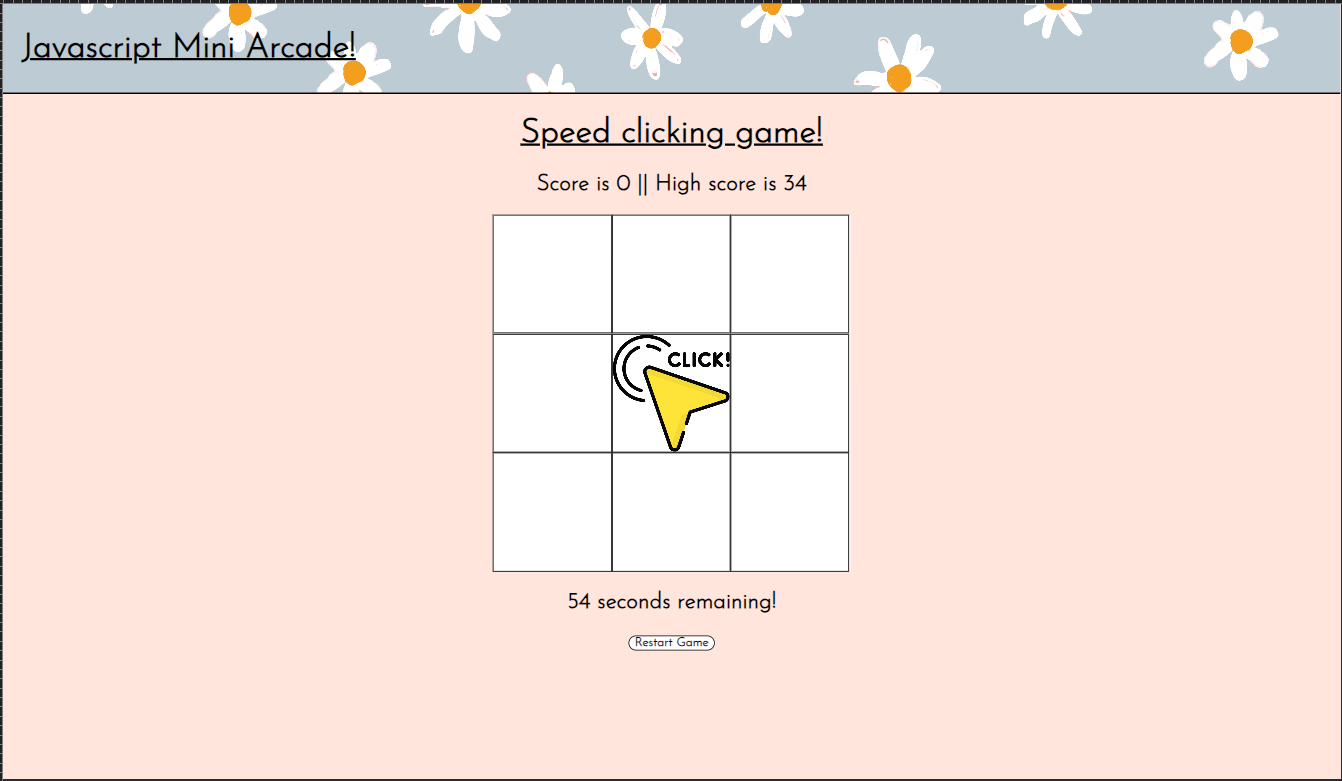 Javascript Mini Arcade!
Speed clicking game!
Score is 0 || High score is 34
CLICK!
54 seconds remaining!
Restart Game